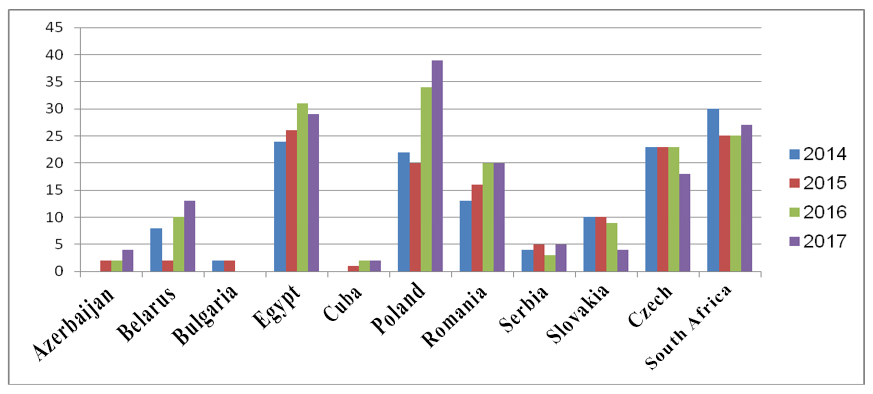 45
40
35
30
25
20
15
10
5
0
Azerbaijan
Belarus
Bulgaria
Egypt
Cuba
Poland
Romania
Serbia
Slovakia
Czech
South Africa
2014
2015
2016
2017